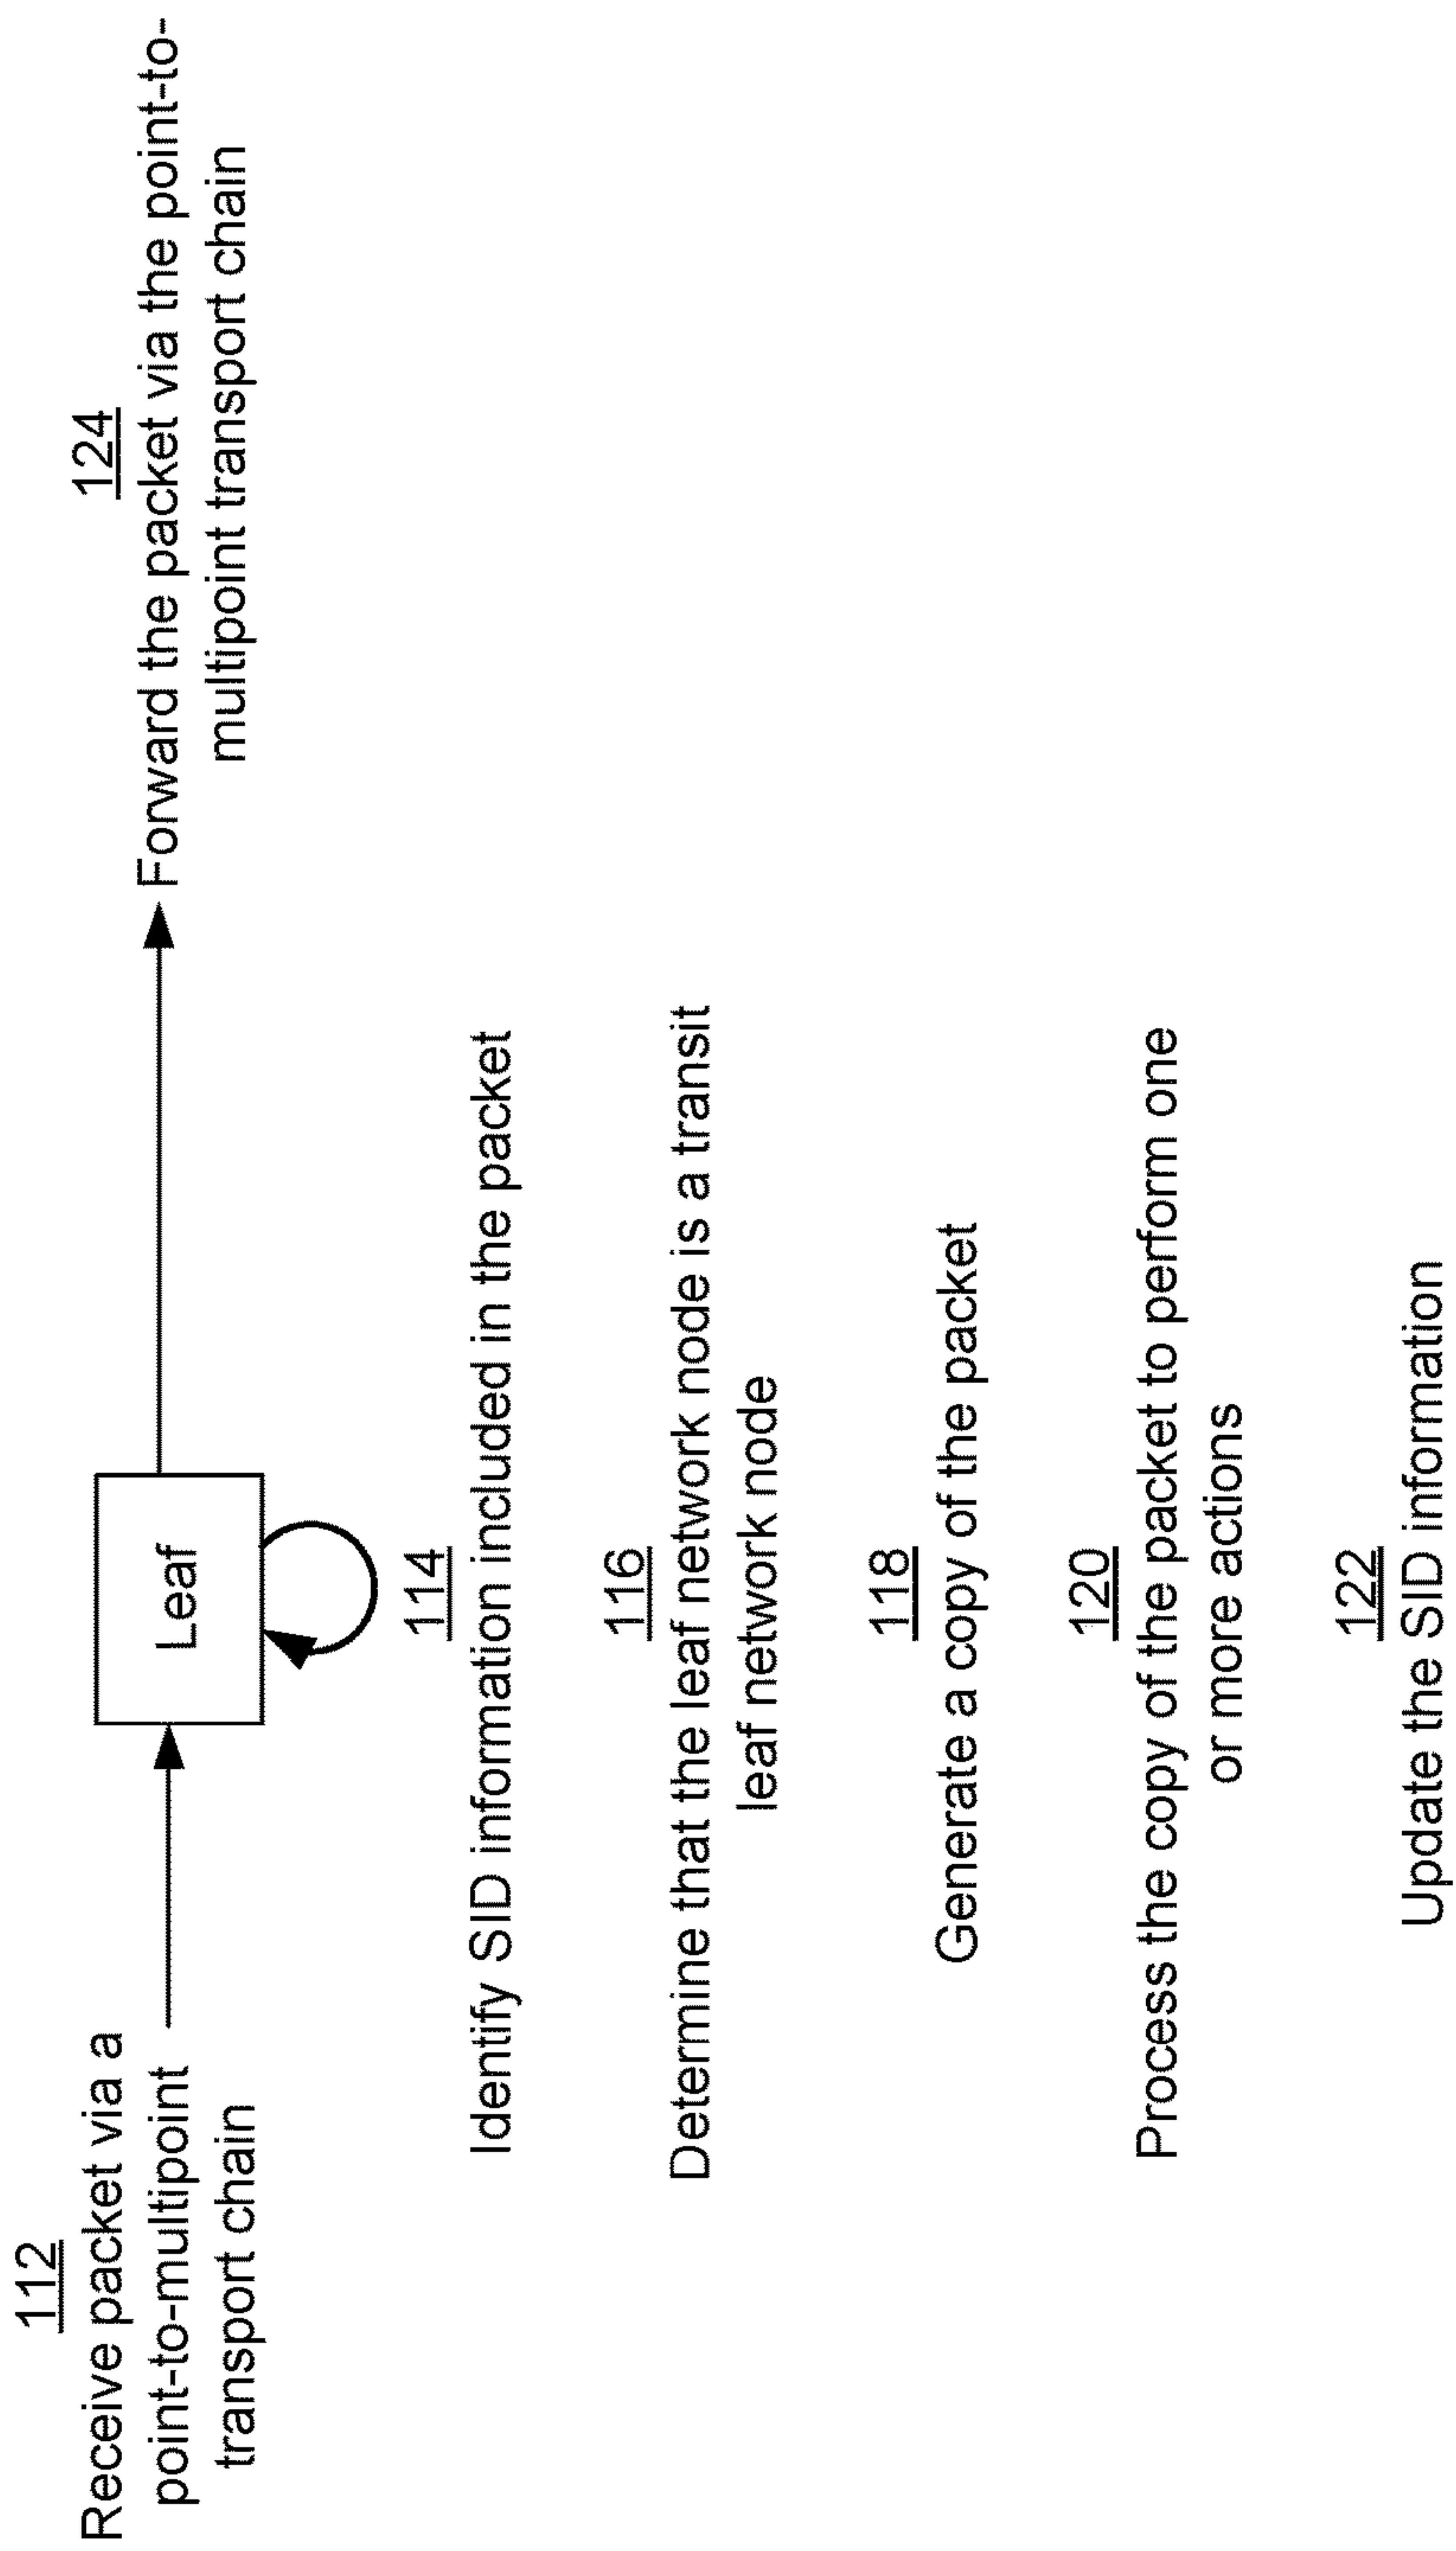 112
Receive packet via a
point-to-multipoint
transport chain
Leaf
124
Forward the packet via the point-to-
multipoint transport chain
114
Identify SID information included in the packet
116
Determine that the leaf network node is a transit
leaf network node
118
Generate a copy of the packet
120
Process the copy of the packet to perform one
or more actions
122
Update the SID information